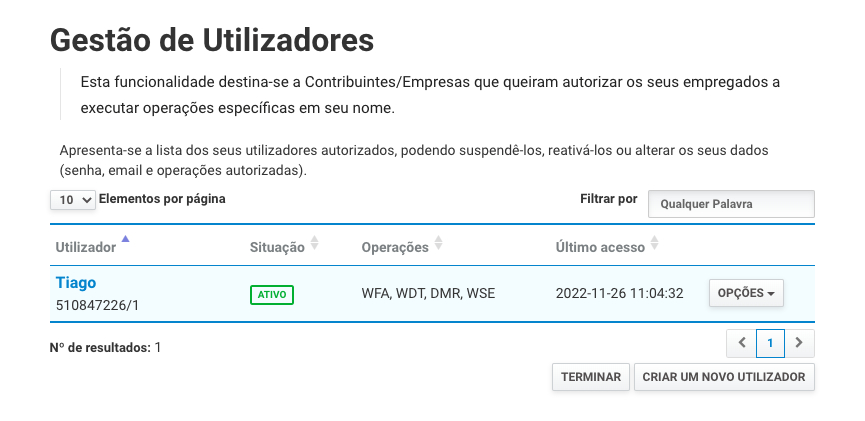 Gestão de Utilizadores
Esta funcionalidade destina-se a Contribuintes/Empresas que queiram autorizar os seus empregados a
executar operações específicas em seu nome.
Apresenta-se a lista dos seus utilizadores autorizados, podendo suspendê-los, reativá-los ou alterar os seus dados
(senha, email e operações autorizadas).
10 Elementos por página Filtrar por Qualquer Palavra
Utilizador Situação Operações Último acesso
Tiago
510847226/1 ATIVO WFA, WDT, DMR, WSE 2022-11-26 11:04:32 OPÇÕES
Nº de resultados: 1 1
TERMINAR CRIAR UM NOVO UTILIZADOR